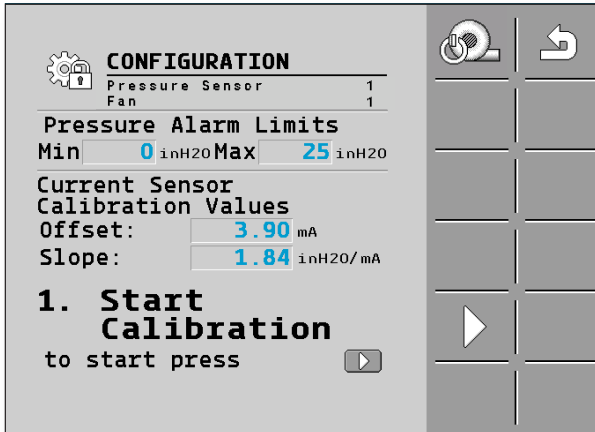 CONFIGURATION
Pressure Sensor 1
Fan 1
Pressure Alarm Limits
Min 0 inH2O Max 25 inH2O
Current Sensor
Calibration Values
Offset: 3.90 mA
Slope: 1.84 inH2O/mA
1. Start
Calibration
to start press